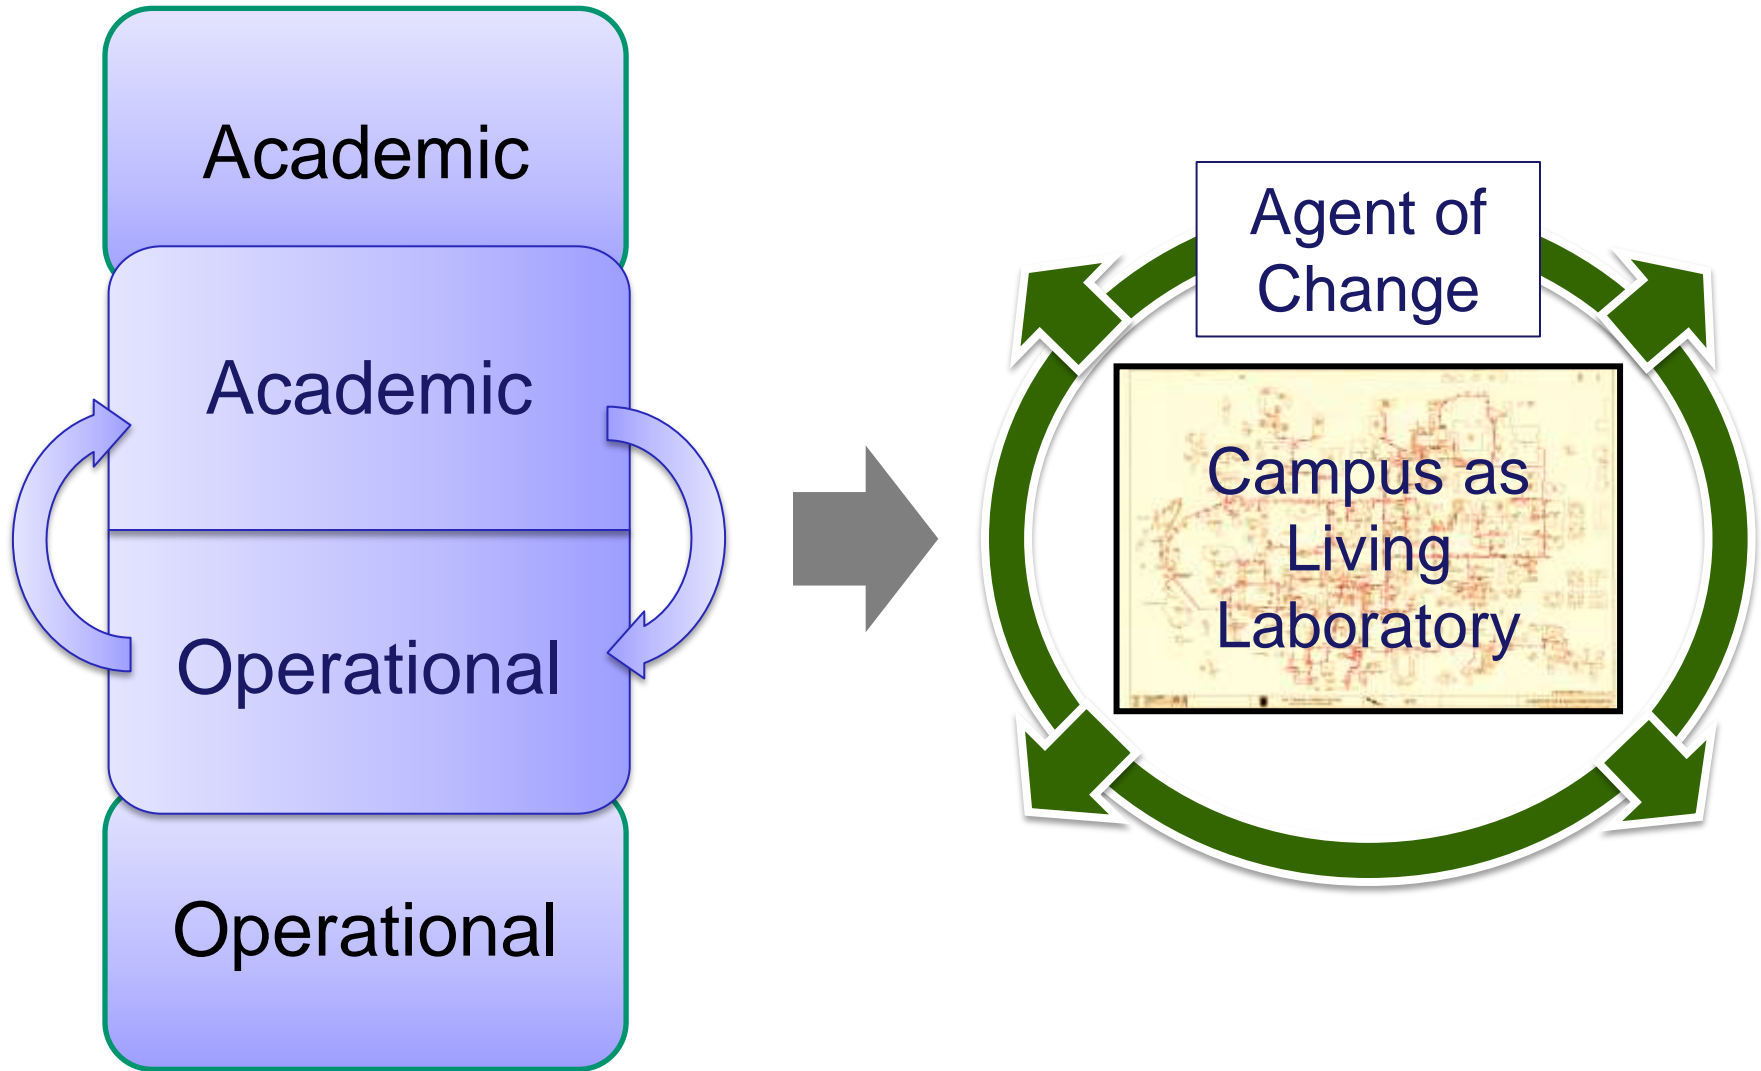 Academic
Academic
Operational
Operational
Agent of
Change
Campus as
Living
Laboratory